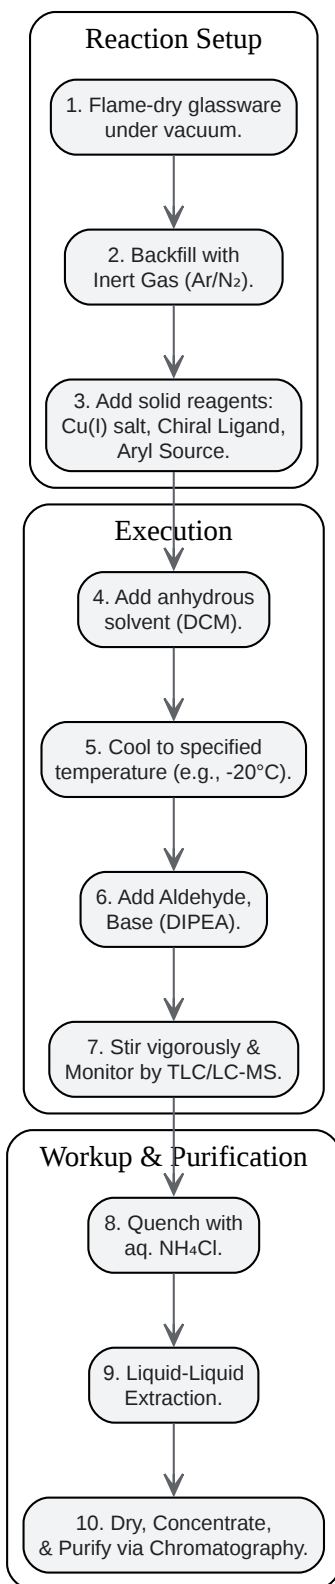 Reaction Setup
1. Flame-dry glassware
under vacuum.
2. Backfill with
Inert Gas (Ar/N₂).
3. Add solid reagents:
Cu(I) salt, Chiral Ligand,
Aryl Source.
Execution
4. Add anhydrous
solvent (DCM).
5. Cool to specified
temperature (e.g., -20°C).
6. Add Aldehyde,
Base (DIPEA).
7. Stir vigorously &
Monitor by TLC/LC-MS.
Workup & Purification
8. Quench with
aq. NH₄Cl.
9. Liquid-Liquid
Extraction.
10. Dry, Concentrate,
& Purify via Chromatography.